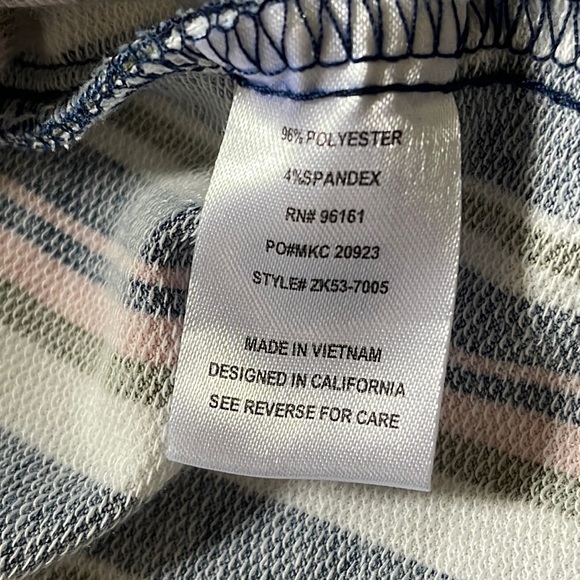 96% POLYESTER
4%SPANDEX
RN# 96161
PO#MKC 20923
STYLE# ZK53-7005
MADE IN VIETNAM
DESIGNED IN CALIFORNIA
SEE REVERSE FOR CARE